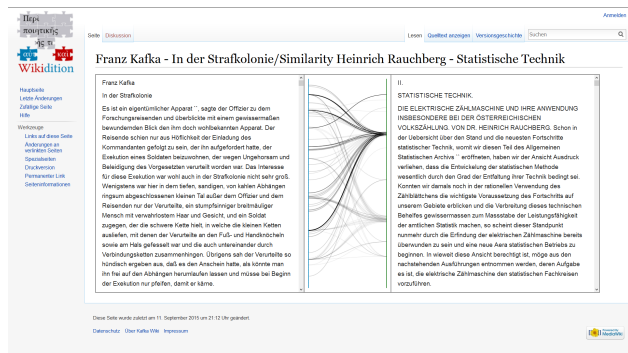 Περι
ποιητικῆς
ῆς τι
αὐτ
και
Wikidition
Anmelden
Seite
Diskussion
Lesen
Quelltext anzeigen
Versionsgeschichte
Suchen
Hauptseite
Letzte Änderungen
Zufällige Seite
Hilfe
Werkzeuge
Links auf diese Seite
Änderungen an
verlinkten Seiten
Spezialseiten
Druckversion
Permanenter Link
Seiteninformationen
Franz Kafka - In der Strafkolonie/Similarity Heinrich Rauchberg - Statistische Technik
Franz Kafka
In der Strafkolonie
Es ist ein eigentümlicher Apparat ``, sagte der Offizier zu dem
Forschungsreisenden und überblickte mit einem gewissermaßen
bewundernden Blick den ihm doch wohlbekannten Apparat. Der
Reisende schien nur aus Höflichkeit der Einladung des
Kommandanten gefolgt zu sein, der ihn aufgefordert hatte, der
Exekution eines Soldaten beizuwohnen, der wegen Ungehorsam und
Beleidigung des Vorgesetzten verurteilt worden war. Das Interesse
für diese Exekution war wohl auch in der Strafkolonie nicht sehr groß.
Wenigstens war hier in dem tiefen, sandigen, von kahlen Abhängen
ringsum abgeschlossenen kleinen Tal außer dem Offizier und dem
Reisenden nur der Verurteilte, ein stumpfsinniger breitmäuliger
Mensch mit verwahrlostem Haar und Gesicht, und ein Soldat
zugegen, der die schwere Kette hielt, in welche die kleinen Ketten
ausliefen, mit denen der Verurteilte an den Fuß- und Handknöcheln
sowie am Hals gefesselt war und die auch untereinander durch
Verbindungsketten zusammenhingen. Übrigens sah der Verurteilte so
hündisch ergeben aus, daß es den Anschein hatte, als könnte man
ihn frei auf den Abhängen herumlaufen lassen und müsse bei Beginn
der Exekution nur pfeifen, damit er käme.
II.
STATISTISCHE TECHNIK.
DIE ELEKTRISCHE ZÄHLMASCHINE UND IHRE ANWENDUNG
INSBESONDERE BEI DER ÖSTERREICHISCHEN
VOLKSZÄHLUNG. VON DR. HEINRICH RAUCHBERG. Schon in
der Uebersicht über den Stand und die neuesten Fortschritte
statistischer Technik, womit wir diesen Teil des Allgemeinen
Statistischen Archivs `` eröffneten, haben wir der Ansicht Ausdruck
verliehen, dass die Entwickelung der statistischen Methode
wesentlich durch den Grad der Entfaltung ihrer Technik bedingt sei.
Konnten wir damals noch in der rationellen Verwendung des
Zählblättchens die wichtigste Voraussetzung des Fortschritts auf
unserem Gebiete erblicken und die Verbreitung dieses technischen
Behelfes gewissermassen zum Massstabe der Leistungsfähigkeit
der amtlichen Statistik machen, so scheint dieser Standpunkt
nunmehr durch die Erfindung der elektrischen Zählmaschine bereits
überwunden zu sein und eine neue Aera statistischen Betriebs zu
beginnen. In wieweit diese Ansicht berechtigt ist, möge aus den
nachstehenden Ausführungen entnommen werden, deren Aufgabe
es ist, die elektrische Zählmaschine den statistischen Fachkreisen
vorzuführen.
Diese Seite wurde zuletzt am 11. September 2015 um 21:12 Uhr geändert.
Datenschutz
Über Kafka Wiki
Impressum
Powered by
MediaWiki